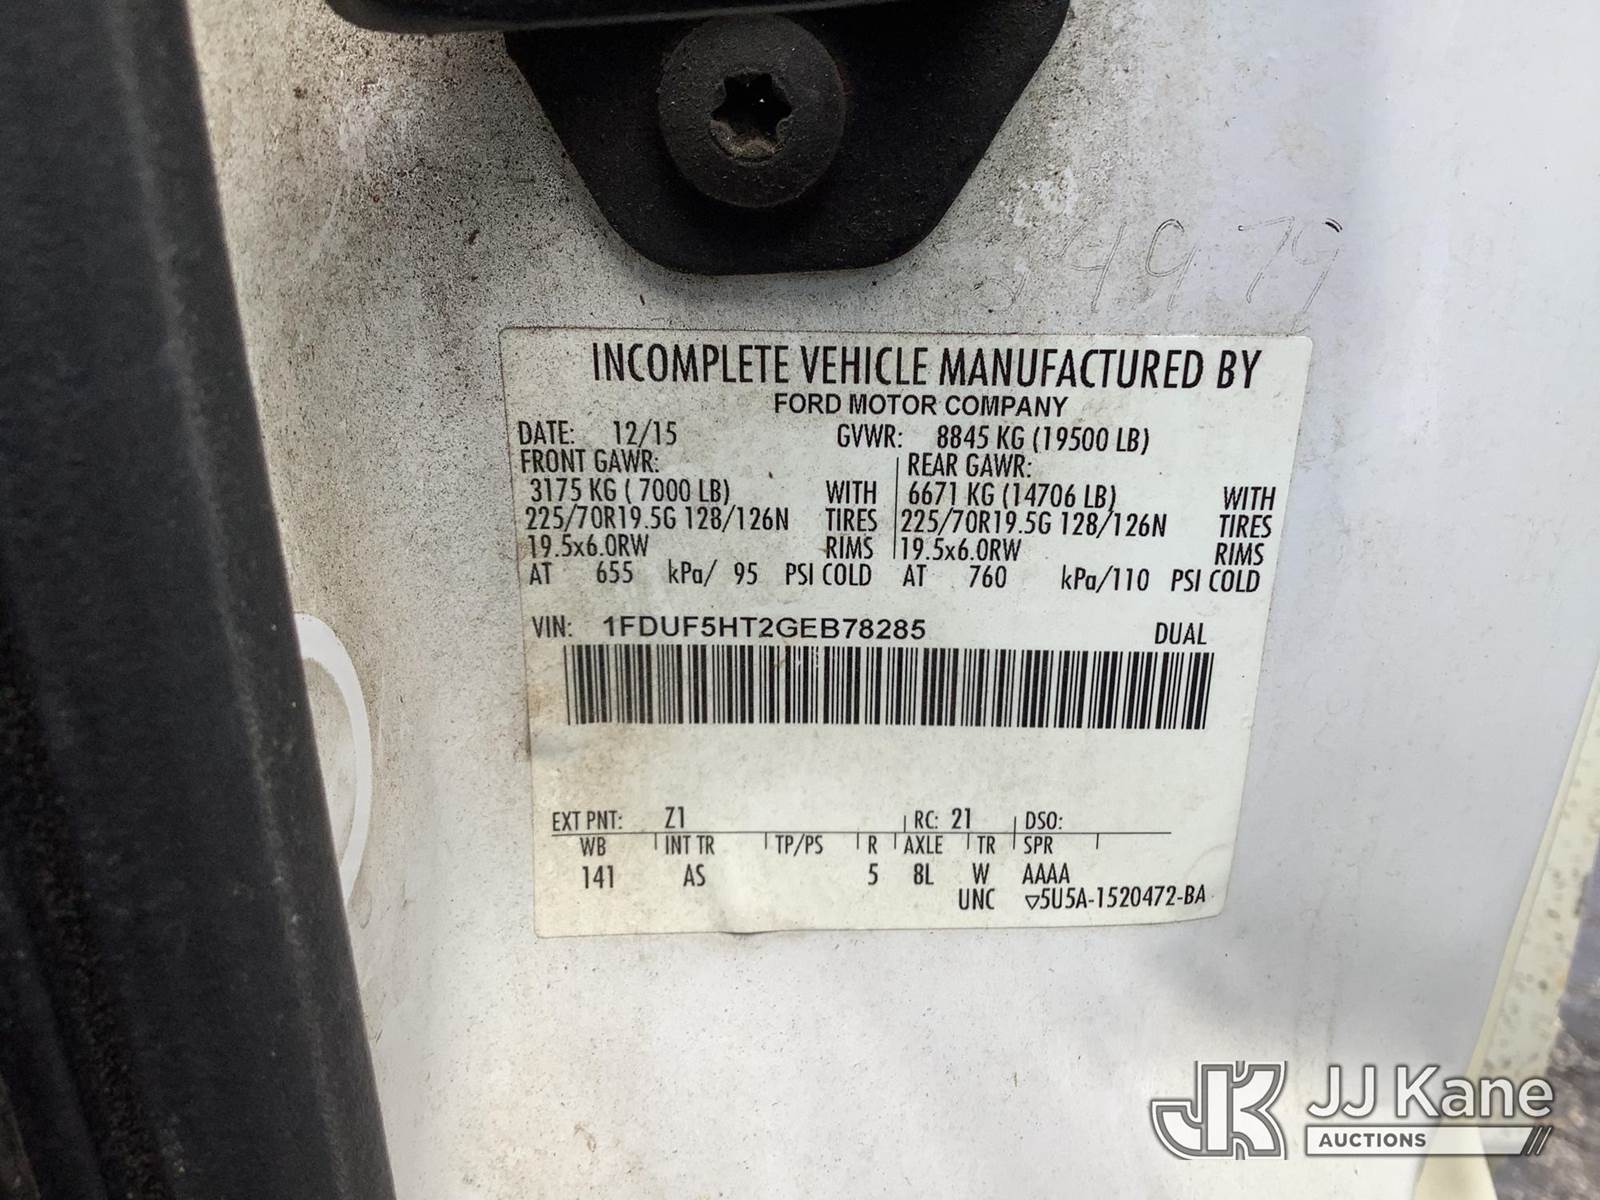 4979
INCOMPLETE VEHICLE MANUFACTURED BY
FORD MOTOR COMPANY
DATE: 12/15 GVWR: 8845 KG (19500 LB)
FRONT GAWR: REAR GAWR:
3175 KG ( 7000 LB) WITH 6671 KG (14706 LB) WITH
225/70R19.5G 128/126N TIRES 225/70R19.5G 128/126N TIRES
19.5x6.0RW RIMS 19.5x6.0RW RIMS
AT 655 kPa/ 95 PSI COLD AT 760 kPa/110 PSI COLD
VIN: 1FDUF5HT2GEB78285 DUAL
EXT PNT: Z1 RC: 21 DSO:
WB INT TR TP/PS R AXLE TR SPR
141 AS 5 8L W AAAA
UNC ▽5U5A-1520472-BA
JK JJ Kane
AUCTIONS